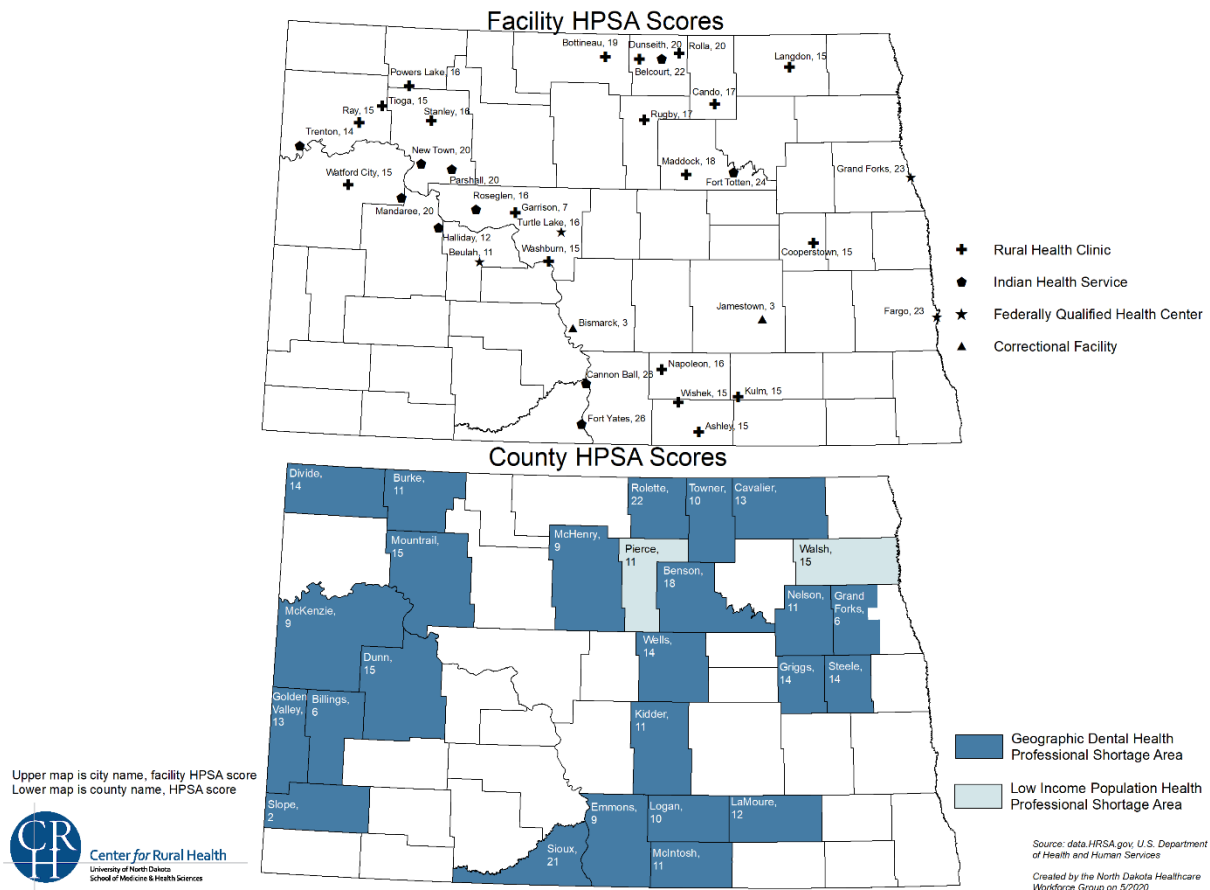 Facility HPSA Scores
Bottineau, 19
Dunseith, 20
Rolla, 20
Belcourt, 22
Langdon, 15
Powers Lake, 16
Cando, 17
Tioga, 15
Ray, 15
Stanley, 16
Rugby, 17
Trenton, 14
New Town, 20
Maddock, 18
Grand Forks, 23
Watford City, 15
Parshall, 20
Fort Totten, 24
Roseglen, 16
Mandaree, 20
Garrison, 7
Turtle Lake, 16
Halliday, 12
Beulah, 11
Washburn, 15
Cooperstown, 15
Jamestown, 3
Bismarck, 3
Fargo, 23
Napoleon, 16
Cannon Ball, 26
Wishek, 15
Kulm, 15
Fort Yates, 26
Ashley, 15
Rural Health Clinic
Indian Health Service
Federally Qualified Health Center
Correctional Facility
County HPSA Scores
Divide,
14
Burke,
11
Rolette,
22
Towner,
10
Cavalier,
13
Mountrail,
15
McHenry,
9
Pierce,
11
Walsh,
15
Benson,
18
McKenzie,
9
Nelson,
11
Grand
Forks,
6
Dunn,
15
Wells,
14
Griggs,
14
Steele,
14
Golden
Valley,
13
Billings,
6
Kidder,
11
Slope,
2
Emmons,
9
Logan,
10
LaMoure,
12
Sioux,
21
McIntosh,
11
Geographic Dental Health
Professional Shortage Area
Low Income Population Health
Professional Shortage Area
Upper map is city name, facility HPSA score
Lower map is county name, HPSA score
CR
H
Center for Rural Health
University of North Dakota
School of Medicine & Health Sciences
Source: data.HRSA.gov, U.S. Department
of Health and Human Services
Created by the North Dakota Healthcare
Workforce Group on 5/2020